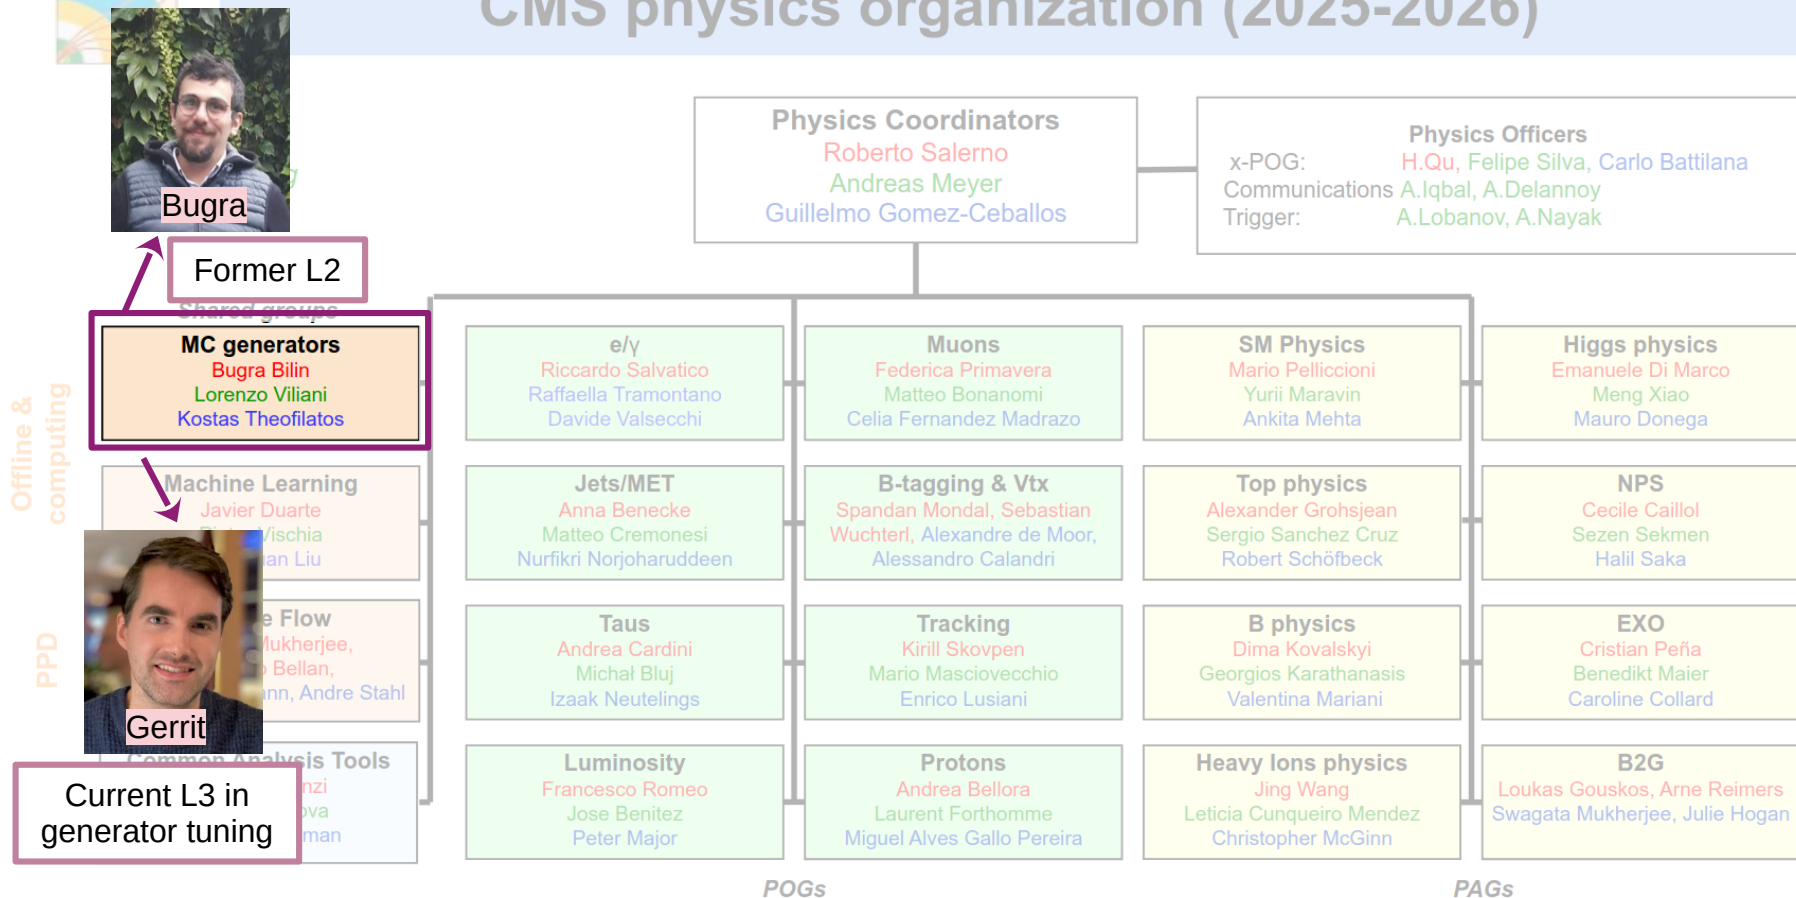 CMS physics organization (2025-2026)
Bugra
Former L2
Physics Coordinators
Roberto Salerno
Andreas Meyer
Guillelmo Gomez-Ceballos
Physics Officers
x-POG: H.Qu, Felipe Silva, Carlo Battilana
Communications A.Iqbal, A.Delannoy
Trigger: A.Lobanov, A.Nayak
Shared groups
Offline &
computing
PPD
MC generators
Bugra Bilin
Lorenzo Viliani
Kostas Theofilatos
e/γ
Riccardo Salvatico
Raffaella Tramontano
Davide Valsecchi
Muons
Federica Primavera
Matteo Bonanomi
Celia Fernandez Madrazo
SM Physics
Mario Pelliccioni
Yurii Maravin
Ankita Mehta
Higgs physics
Emanuele Di Marco
Meng Xiao
Mauro Donega
Machine Learning
Javier Duarte
Vischia
Liu
Jets/MET
Anna Benecke
Matteo Cremonesi
Nurfikri Norjoharuddeen
B-tagging & Vtx
Spandan Mondal, Sebastian
Wuchterl, Alexandre de Moor,
Alessandro Calandri
Top physics
Alexander Grohsjean
Sergio Sanchez Cruz
Robert Schöfbeck
NPS
Cecile Caillol
Sezen Sekmen
Halil Saka
Flow
Mukherjee,
Bellan,
Andre Stahl
Gerrit
Taus
Andrea Cardini
Michał Bluj
Izaak Neutelings
Tracking
Kirill Skovpen
Mario Masciovecchio
Enrico Lusiani
B physics
Dima Kovalskyi
Georgios Karathanasis
Valentina Mariani
EXO
Cristian Peña
Benedikt Maier
Caroline Collard
Common Analysis Tools
Current L3 in
generator tuning
Luminosity
Francesco Romeo
Jose Benitez
Peter Major
Protons
Andrea Bellora
Laurent Forthomme
Miguel Alves Gallo Pereira
Heavy Ions physics
Jing Wang
Leticia Cunqueiro Mendez
Christopher McGinn
B2G
Loukas Gouskos, Arne Reimers
Swagata Mukherjee, Julie Hogan
POGs
PAGs